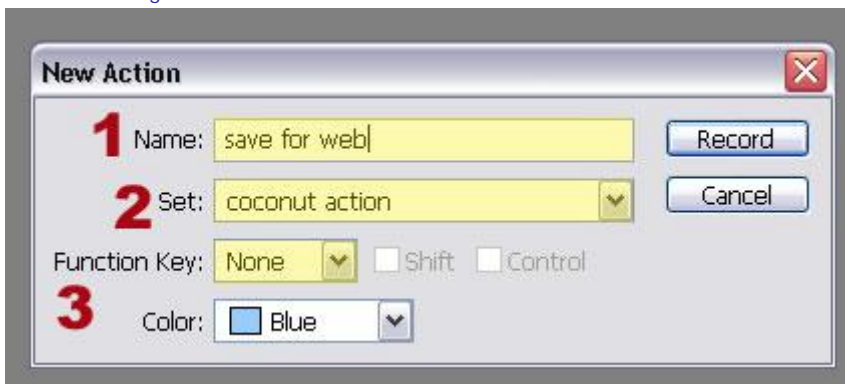 New Action
1 Name: save for web Record
2 Set: coconut action Cancel
Function Key: None Shift Control
3 Color: Blue